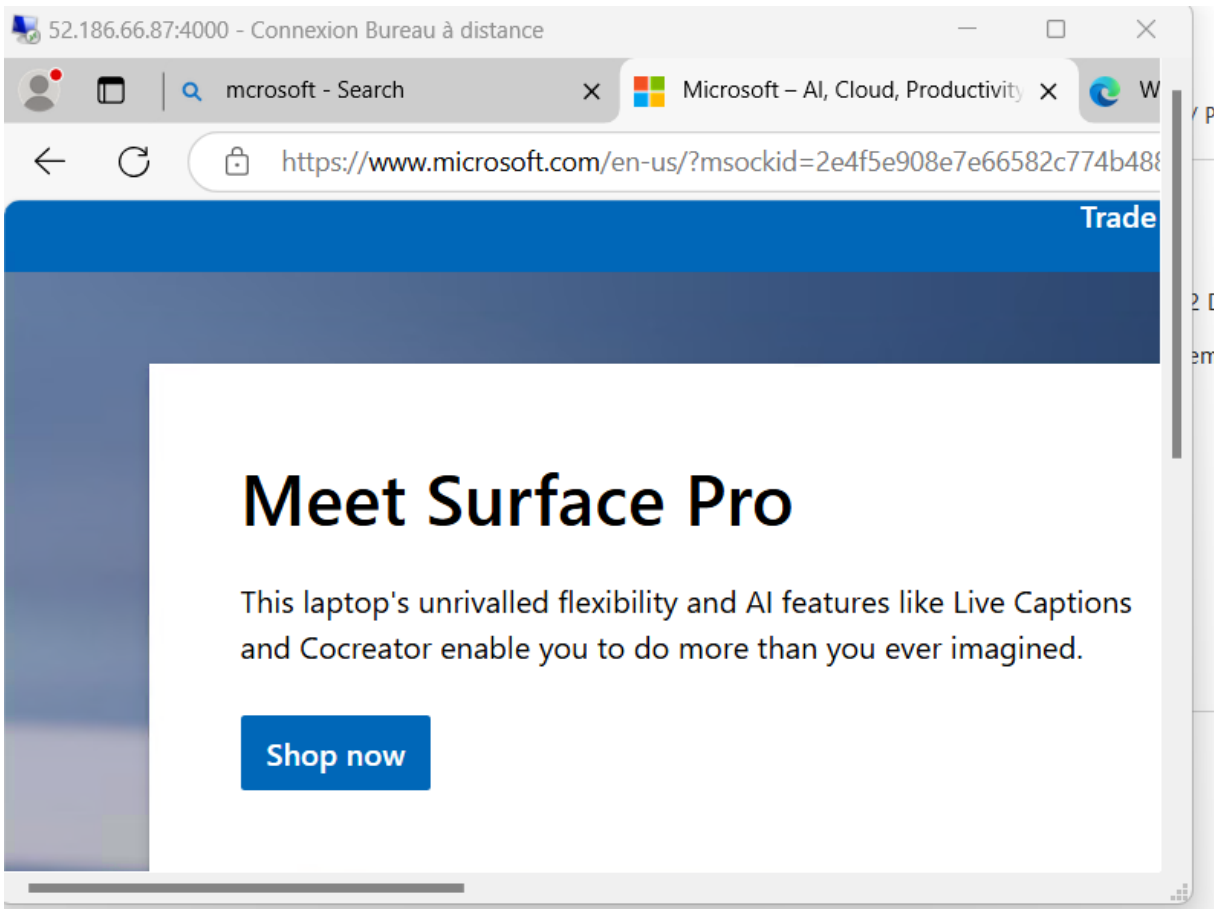 52.186.66.87:4000 - Connexion Bureau à distance
mcrosoft - Search
Microsoft – AI, Cloud, Productivity
W
https://www.microsoft.com/en-us/?msockid=2e4f5e908e7e66582c774b488
Trade
Meet Surface Pro
This laptop's unrivalled flexibility and AI features like Live Captions
and Cocreator enable you to do more than you ever imagined.
Shop now